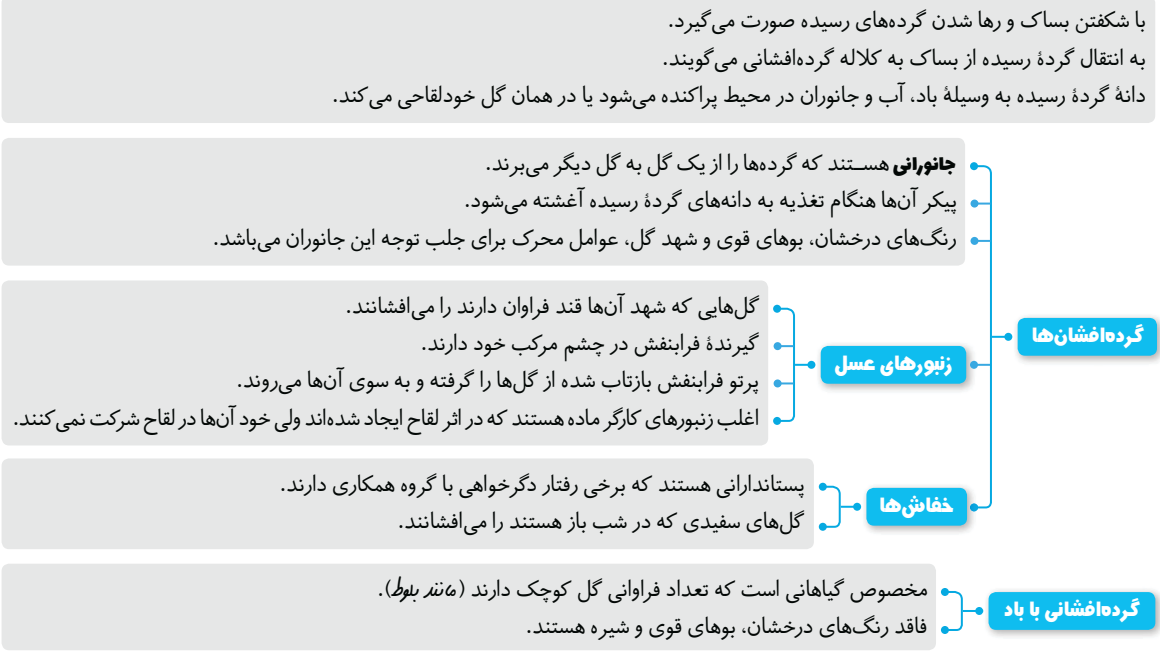 با شکفتن بساک و رها شدن گرده‌های رسیده صورت می‌گیرد.
به انتقال گردهٔ رسیده از بساک به کلاله گرده‌افشانی می‌گویند.
دانهٔ گردهٔ رسیده به وسیلهٔ باد، آب و جانوران در محیط پراکنده می‌شود یا در همان گل خودلقاحی می‌کند.
گرده‌افشان‌ها
جانورانی هستند که گرده‌ها را از یک گل به گل دیگر می‌برند.
پیکر آن‌ها هنگام تغذیه به دانه‌های گردهٔ رسیده آغشته می‌شود.
رنگ‌های درخشان، بوهای قوی و شهد گل، عوامل محرک برای جلب توجه این جانوران می‌باشد.
زنبورهای عسل
گل‌هایی که شهد آن‌ها قند فراوان دارند را می‌افشانند.
گیرندهٔ فرابنفش در چشم مرکب خود دارند.
پرتو فرابنفش بازتاب شده از گل‌ها را گرفته و به سوی آن‌ها می‌روند.
اغلب زنبورهای کارگر ماده هستند که در اثر لقاح ایجاد شده‌اند ولی خود آن‌ها در لقاح شرکت نمی‌کنند.
خفاش‌ها
پستاندارانی هستند که برخی رفتار دگرخواهی با گروه همکاری دارند.
گل‌های سفیدی که در شب باز هستند را می‌افشانند.
گرده‌افشانی با باد
مخصوص گیاهانی است که تعداد فراوانی گل کوچک دارند (مانند بلوط).
فاقد رنگ‌های درخشان، بوهای قوی و شیره هستند.